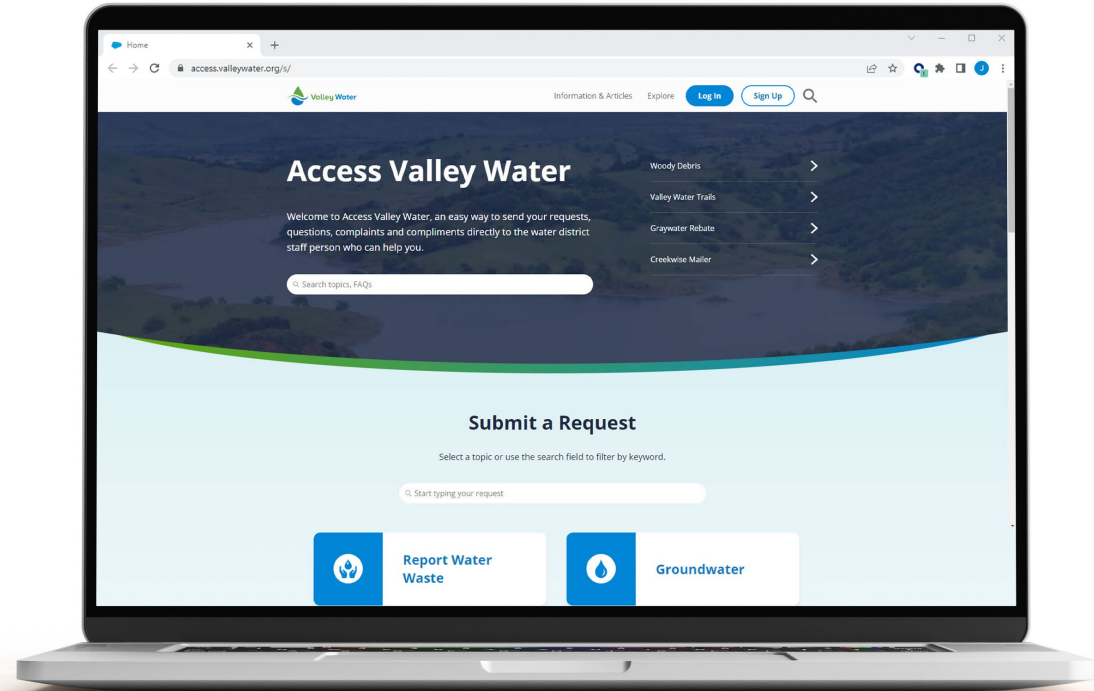 Home
access.valleywater.org/s/
Valley Water
Information & Articles
Explore
Log In
Sign Up
Access Valley Water
Welcome to Access Valley Water, an easy way to send your requests,
questions, complaints and compliments directly to the water district
staff person who can help you.
Search topics, FAQs
Woody Debris
Valley Water Trails
Graywater Rebate
Creekwise Mailer
Submit a Request
Select a topic or use the search field to filter by keyword.
Start typing your request
Report Water
Waste
Groundwater